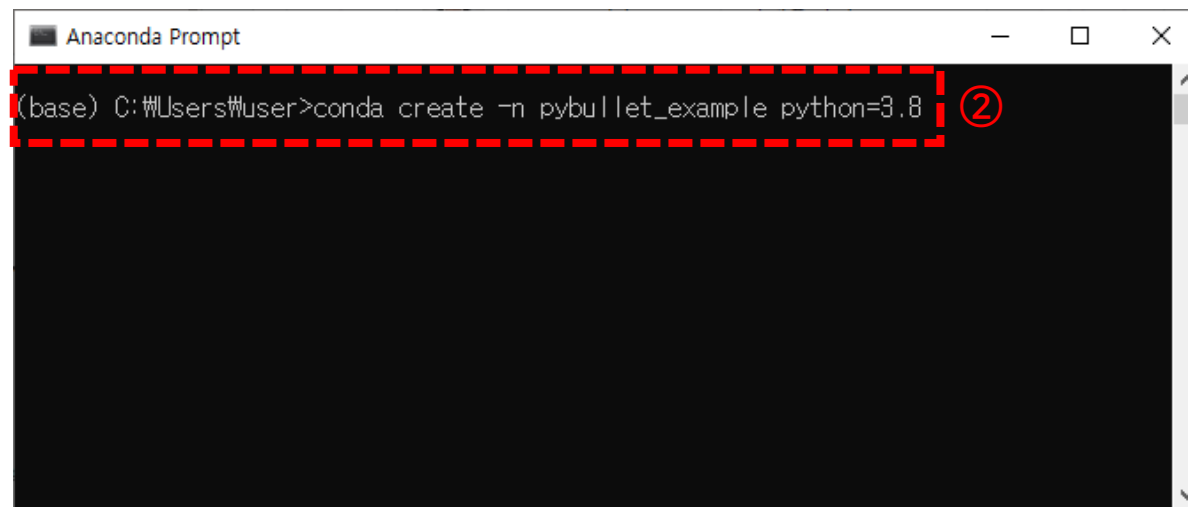 Anaconda Prompt
(base) C:₩Users₩user>conda create -n pybullet_example python=3.8 ②